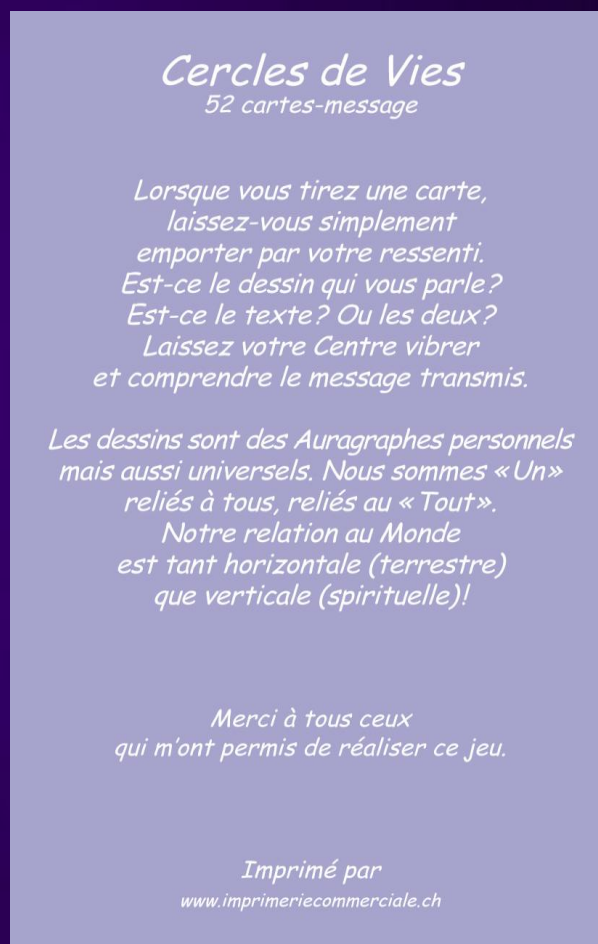 Cercles de Vies
52 cartes-message
Lorsque vous tirez une carte,
laissez-vous simplement
emporter par votre ressenti.
Est-ce le dessin qui vous parle?
Est-ce le texte? Ou les deux?
Laissez votre Centre vibrer
et comprendre le message transmis.
Les dessins sont des Auragraphes personnels
mais aussi universels. Nous sommes «Un»
reliés à tous, reliés au «Tout».
Notre relation au Monde
est tant horizontale (terrestre)
que verticale (spirituelle)!
Merci à tous ceux
qui m'ont permis de réaliser ce jeu.
Imprimé par
www.imprimeriecommerciale.ch